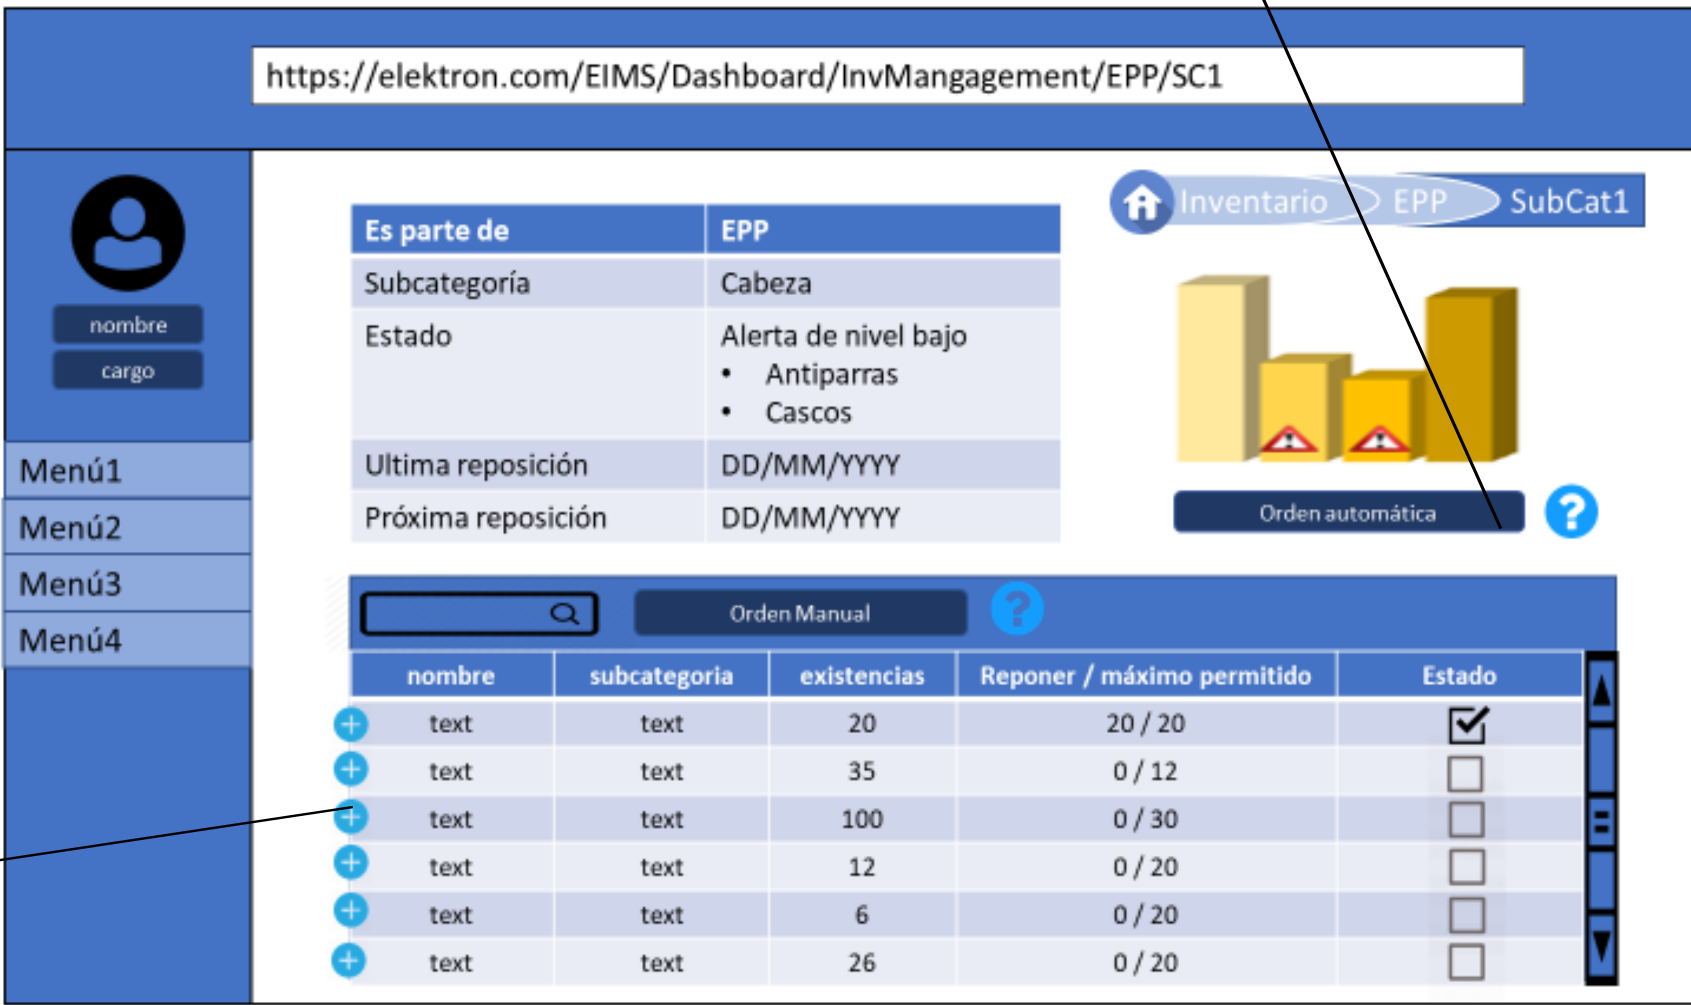 https://elektron.com/EIMS/Dashboard/InvMangagement/EPP/SC1
nombre
cargo
Menú1
Menú2
Menú3
Menú4
Inventario EPP SubCat1
Es parte de EPP
Subcategoría Cabeza
Estado Alerta de nivel bajo
• Antiparras
• Cascos
Ultima reposición DD/MM/YYYY
Próxima reposición DD/MM/YYYY
Orden automática ?
Orden Manual ?
nombre subcategoria existencias Reponer / máximo permitido Estado
text text 20 20 / 20
text text 35 0 / 12
text text 100 0 / 30
text text 12 0 / 20
text text 6 0 / 20
text text 26 0 / 20